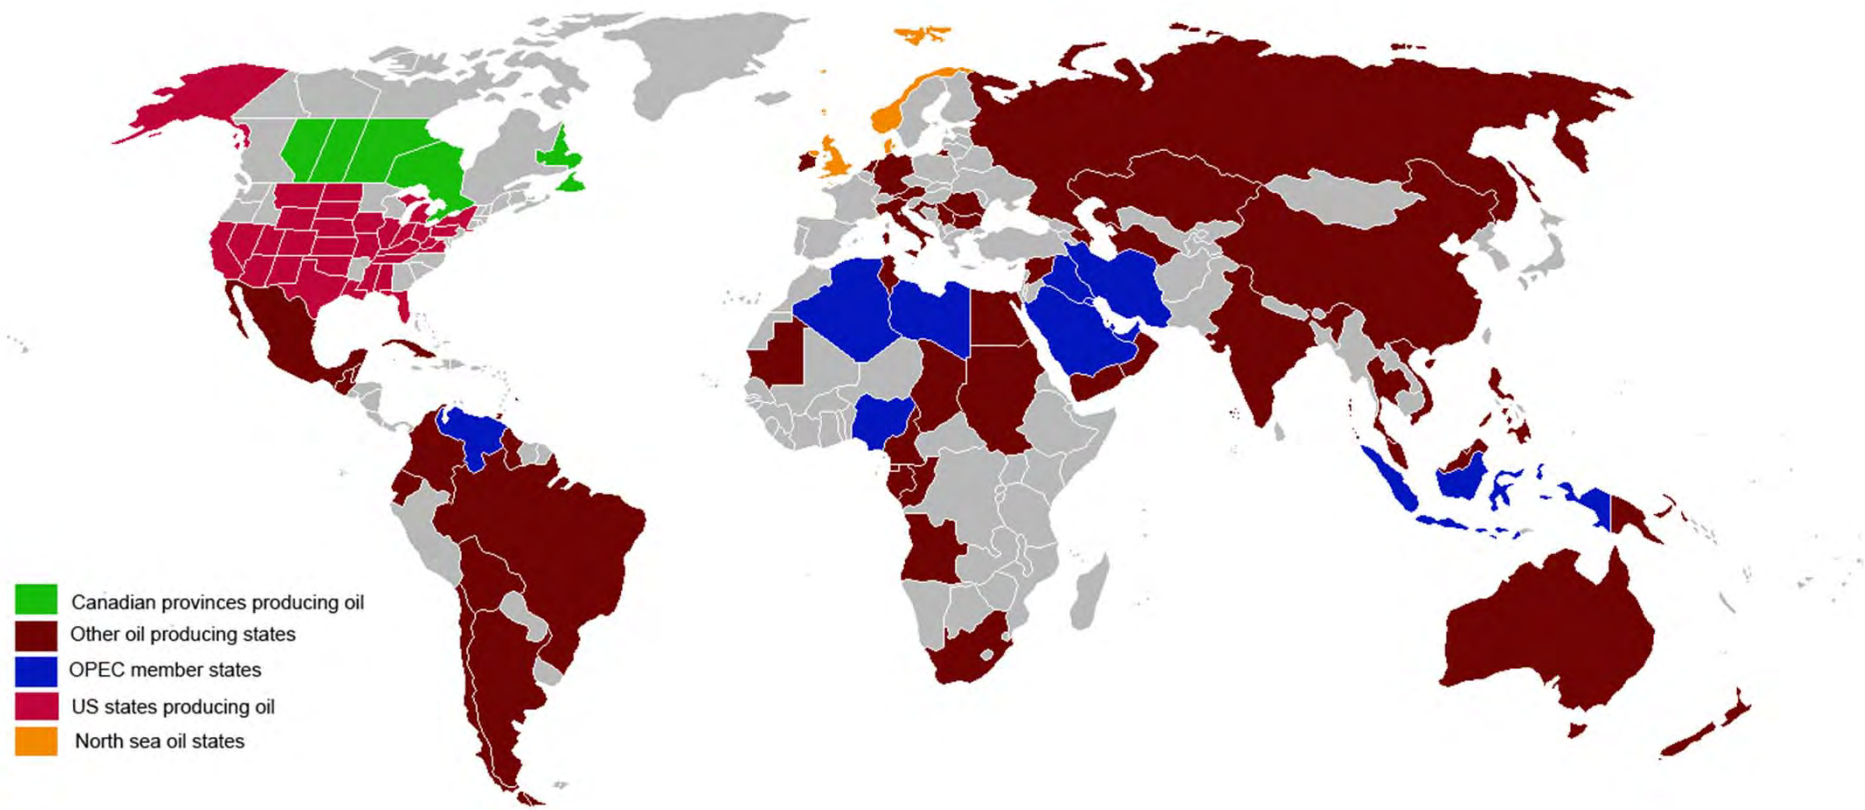 Canadian provinces producing oil
Other oil producing states
OPEC member states
US states producing oil
North sea oil states